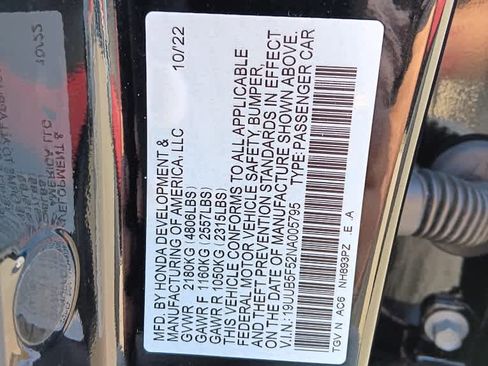 MFD. BY HONDA DEVELOPMENT &
MANUFACTURING OF AMERICA, LLC 10/22
GVWR 2180KG (4806LBS)
GAWR F 1160KG (2557LBS)
GAWR R 1050KG (2315LBS)
THIS VEHICLE CONFORMS TO ALL APPLICABLE
FEDERAL MOTOR VEHICLE SAFETY, BUMPER,
AND THEFT PREVENTION STANDARDS IN EFFECT
ON THE DATE OF MANUFACTURE SHOWN ABOVE.
V.I.N.: 19UUB5F52NA005795 TYPE:PASSENGER CAR
TGV N AC6 NH893PZ E A